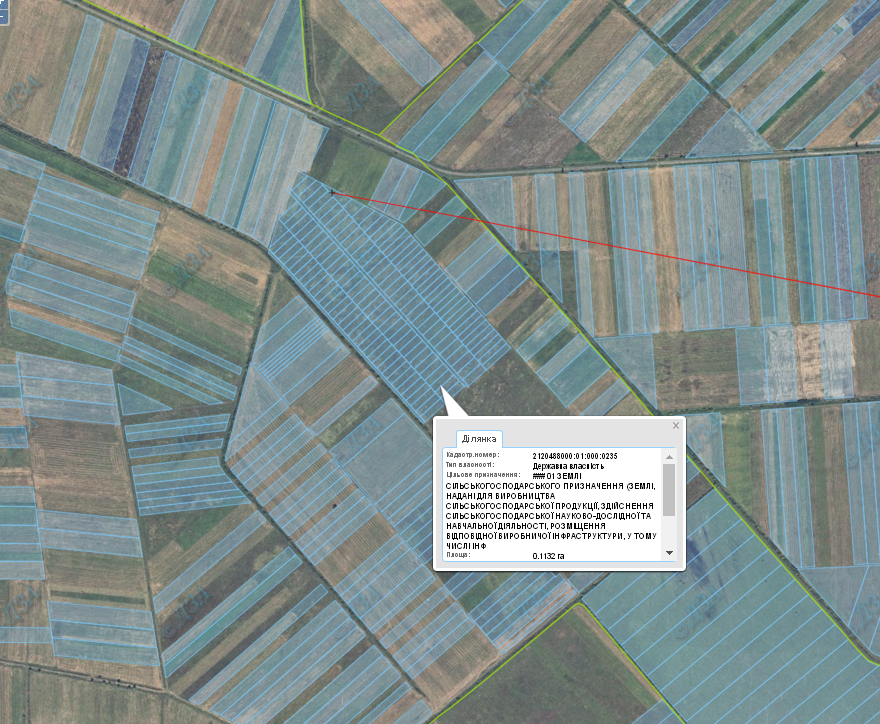 Ділянка
Кадастр.номер: 2120488000:01:000:0235
Тип власності: Державна власність
Цільове призначення: ### 01 ЗЕМЛІ
СІЛЬСЬКОГОСПОДАРСЬКОГО ПРИЗНАЧЕННЯ (ЗЕМЛІ,
НАДАНІ ДЛЯ ВИРОБНИЦТВА
СІЛЬСЬКОГОСПОДАРСЬКОЇ ПРОДУКЦІЇ, ЗДІЙСНЕННЯ
СІЛЬСЬКОГОСПОДАРСЬКОЇ НАУКОВО-ДОСЛІДНОЇ ТА
НАВЧАЛЬНОЇ ДІЯЛЬНОСТІ, РОЗМІЩЕННЯ
ВІДПОВІДНОЇ ВИРОБНИЧОЇ ІНФРАСТРУКТУРИ, У ТОМУ
ЧИСЛІ ІНФ
Площа: 0.1132 га